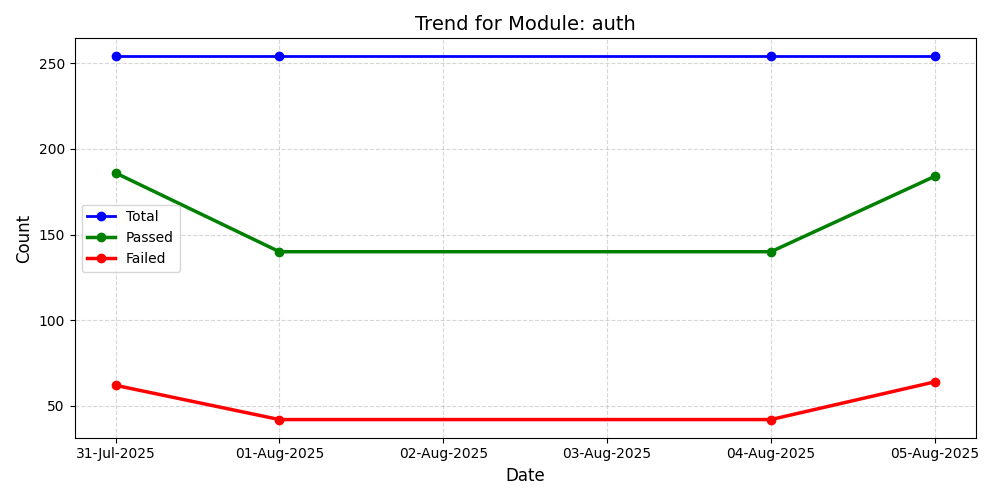 Trend for Module: auth
250
200
150
100
50
Count
Total
Passed
Failed
31-Jul-2025 01-Aug-2025 02-Aug-2025 03-Aug-2025 04-Aug-2025 05-Aug-2025
Date